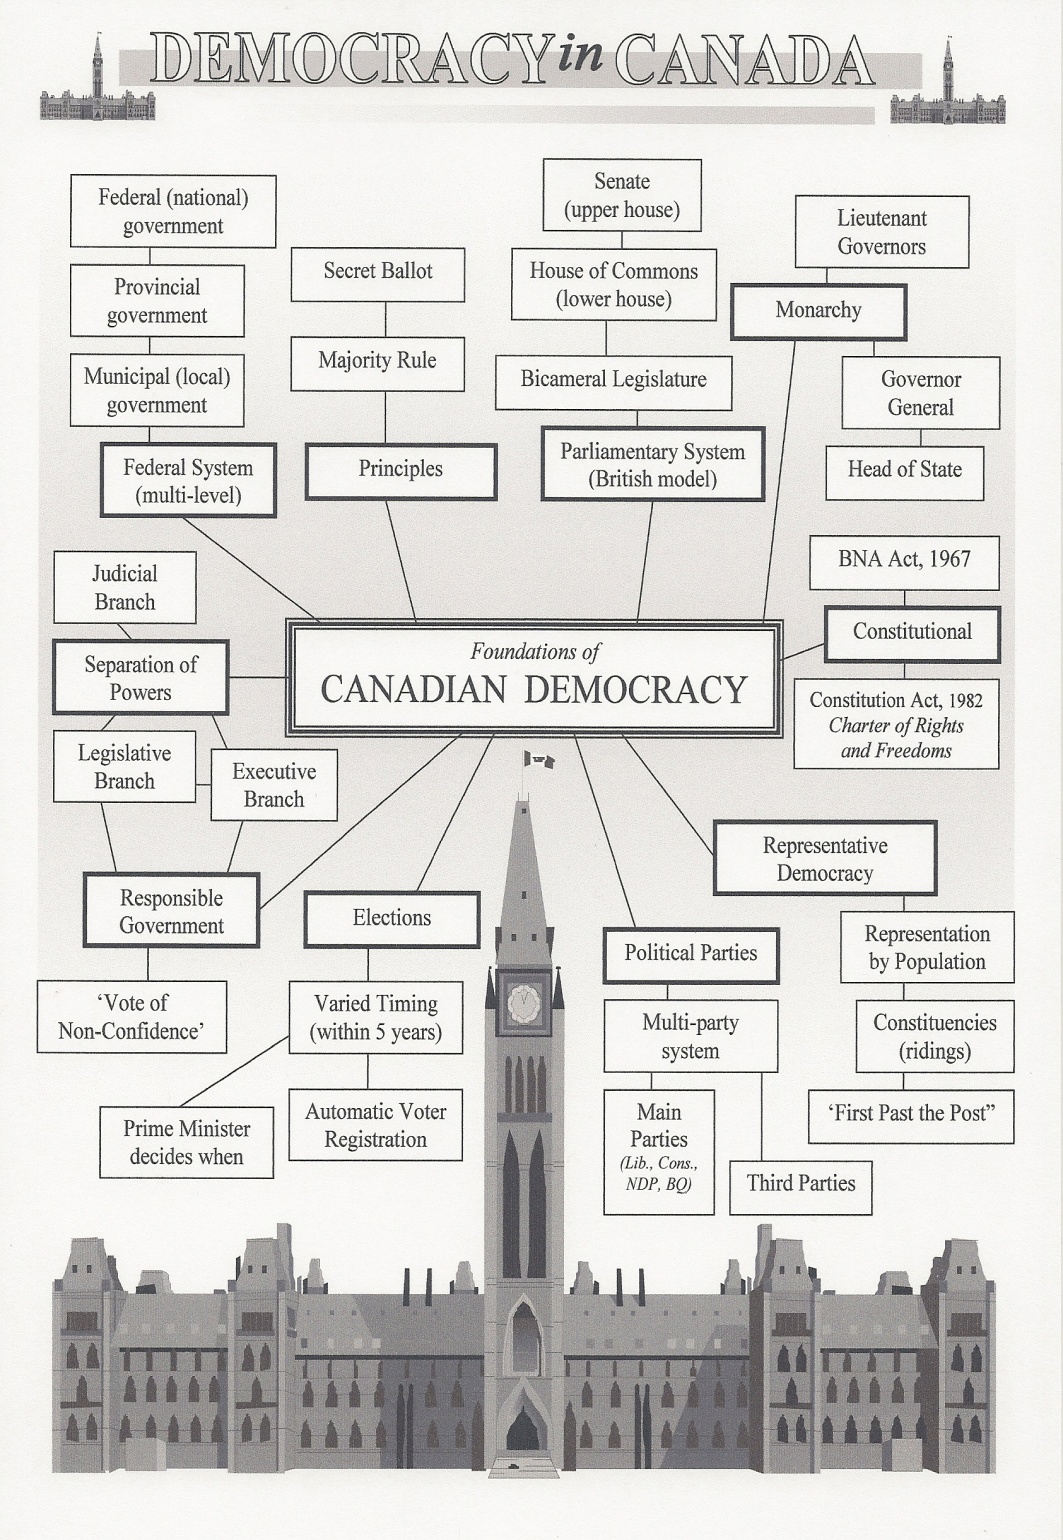 DEMOCRACY in CANADA
Federal (national)
government
Provincial
government
Municipal (local)
government
Federal System
(multi-level)
Secret Ballot
Majority Rule
Principles
Senate
(upper house)
House of Commons
(lower house)
Bicameral Legislature
Parliamentary System
(British model)
Lieutenant
Governors
Monarchy
Governor
General
Head of State
BNA Act, 1967
Constitutional
Constitution Act, 1982
Charter of Rights
and Freedoms
Judicial
Branch
Separation of
Powers
Legislative
Branch
Executive
Branch
Foundations of
CANADIAN DEMOCRACY
Responsible
Government
‘Vote of
Non-Confidence’
Elections
Varied Timing
(within 5 years)
Prime Minister
decides when
Automatic Voter
Registration
Political Parties
Multi-party
system
Main
Parties
(Lib., Cons.,
NDP, BQ)
Third Parties
Representative
Democracy
Representation
by Population
Constituencies
(ridings)
‘First Past the Post”